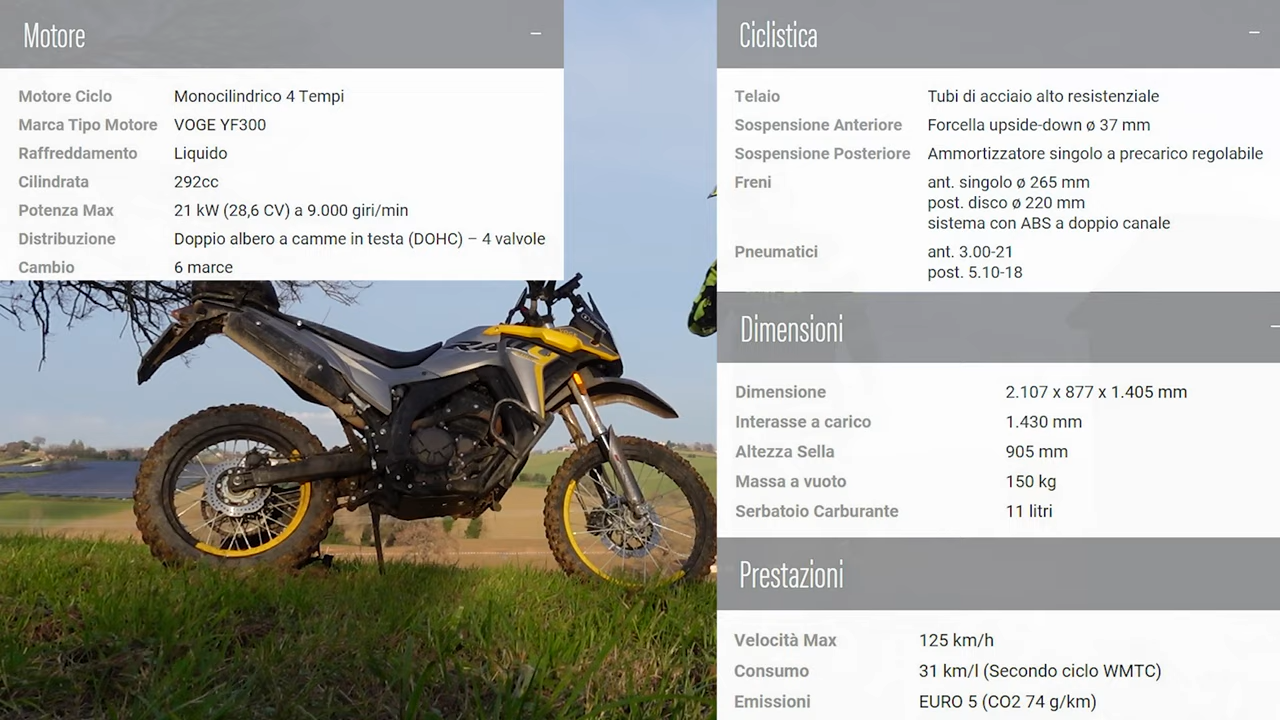 Motore
Motore Ciclo Monocilindrico 4 Tempi
Marca Tipo Motore VOGE YF300
Raffreddamento Liquido
Cilindrata 292cc
Potenza Max 21 kW (28,6 CV) a 9.000 giri/min
Distribuzione Doppio albero a camme in testa (DOHC) – 4 valvole
Cambio 6 marce
Ciclistica
Telaio Tubi di acciaio alto resistenziale
Sospensione Anteriore Forcella upside-down ø 37 mm
Sospensione Posteriore Ammortizzatore singolo a precarico regolabile
Freni ant. singolo ø 265 mm
post. disco ø 220 mm
sistema con ABS a doppio canale
Pneumatici ant. 3.00-21
post. 5.10-18
Dimensioni
Dimensione 2.107 x 877 x 1.405 mm
Interasse a carico 1.430 mm
Altezza Sella 905 mm
Massa a vuoto 150 kg
Serbatoio Carburante 11 litri
Prestazioni
Velocità Max 125 km/h
Consumo 31 km/l (Secondo ciclo WMTC)
Emissioni EURO 5 (CO2 74 g/km)